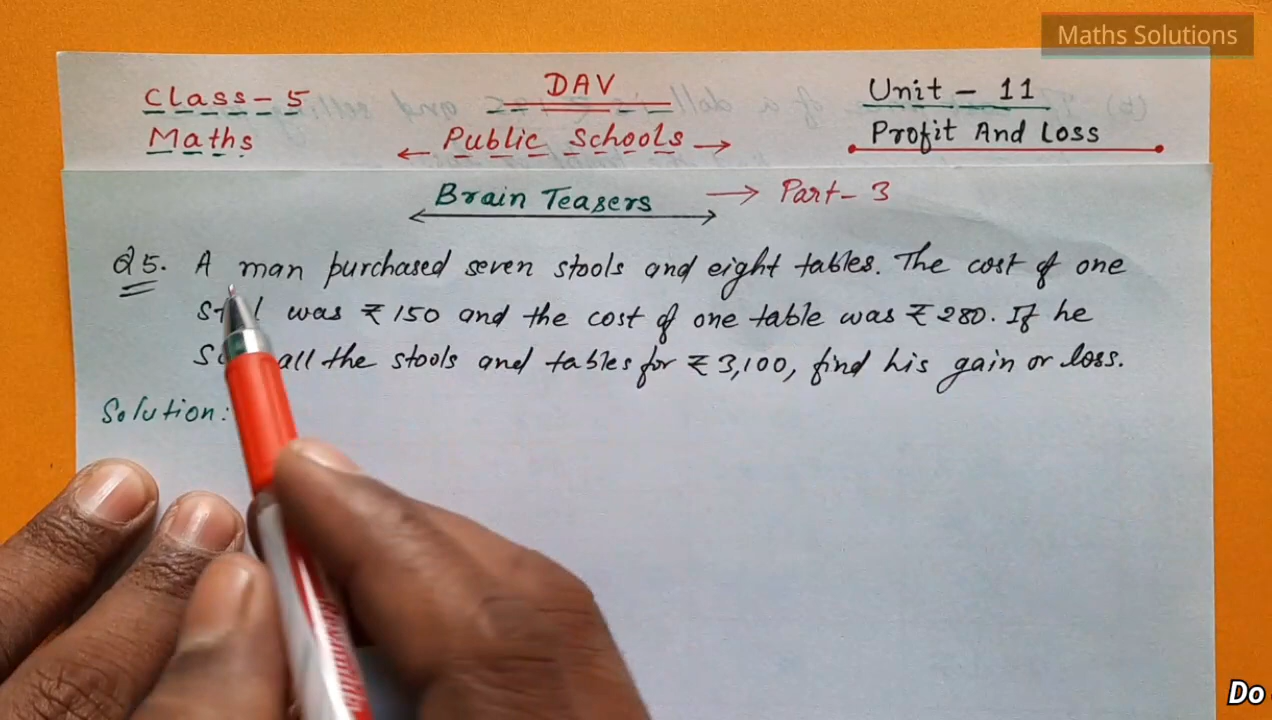 Maths Solutions
Class - 5
DAV
Unit - 11
Maths
Public Schools
Profit And Loss
Brain Teasers → Part - 3
Q5. A man purchased seven stools and eight tables. The cost of one
was ₹150 and the cost of one table was ₹280. If he
all the stools and tables for ₹3,100, find his gain or loss.
Solution:
Do